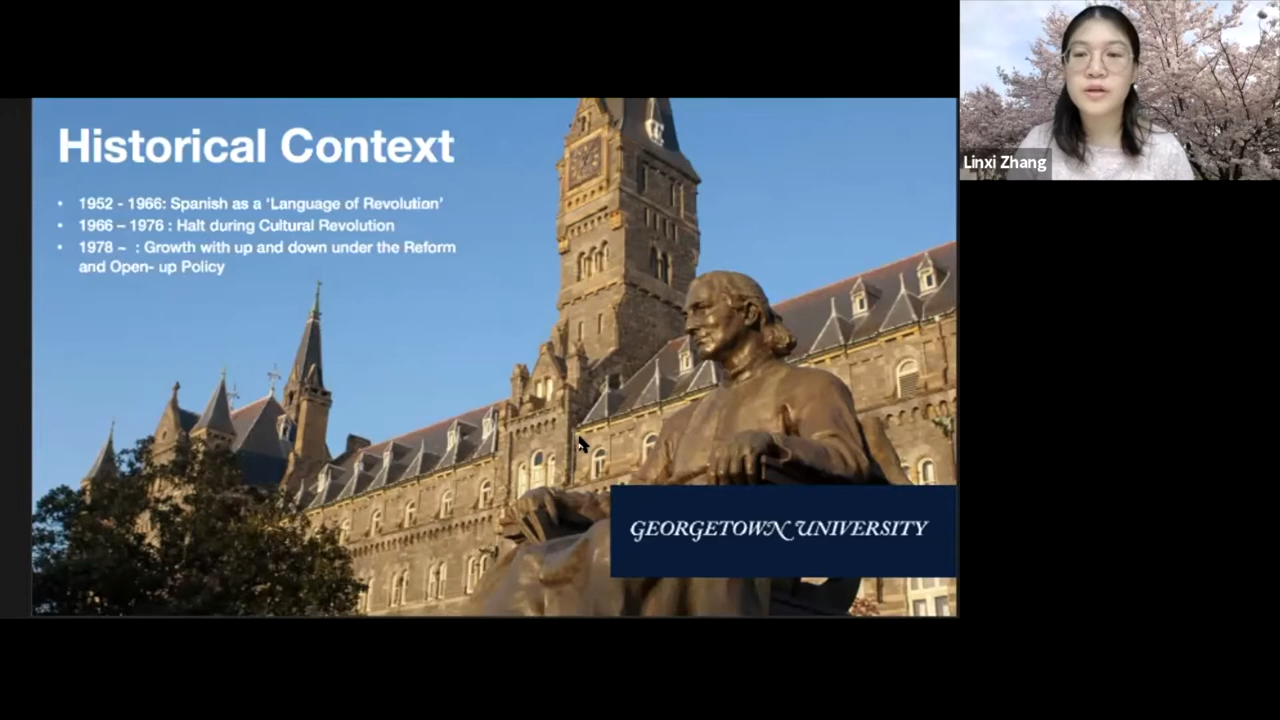 Historical Context
• 1952 - 1966: Spanish as a ‘Language of Revolution’
• 1966 – 1976 : Halt during Cultural Revolution
• 1978 – : Growth with up and down under the Reform
and Open- up Policy
GEORGETOWN UNIVERSITY
Linxi Zhang